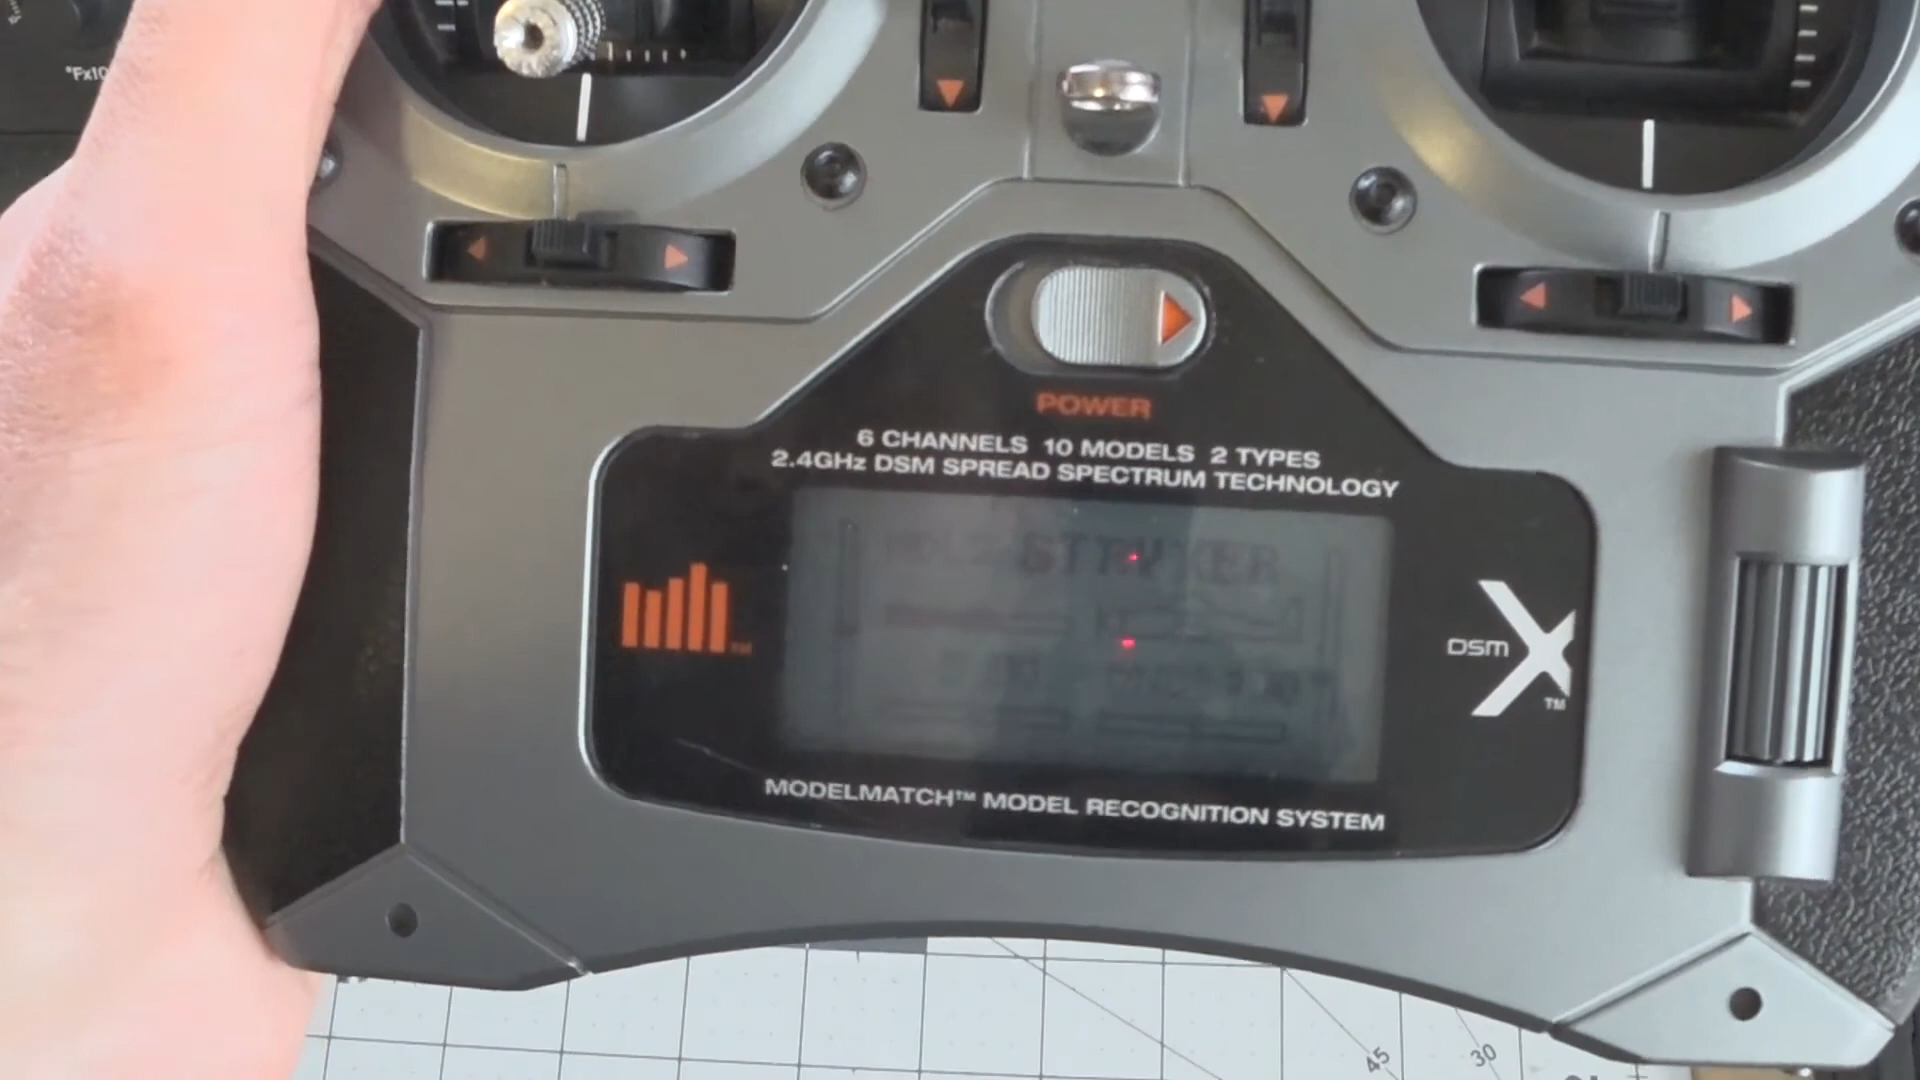 POWER
6 CHANNELS 10 MODELS 2 TYPES
2.4GHz DSM SPREAD SPECTRUM TECHNOLOGY
STRYKER
TM
DSM X
TM
MODELMATCH™ MODEL RECOGNITION SYSTEM
45
30